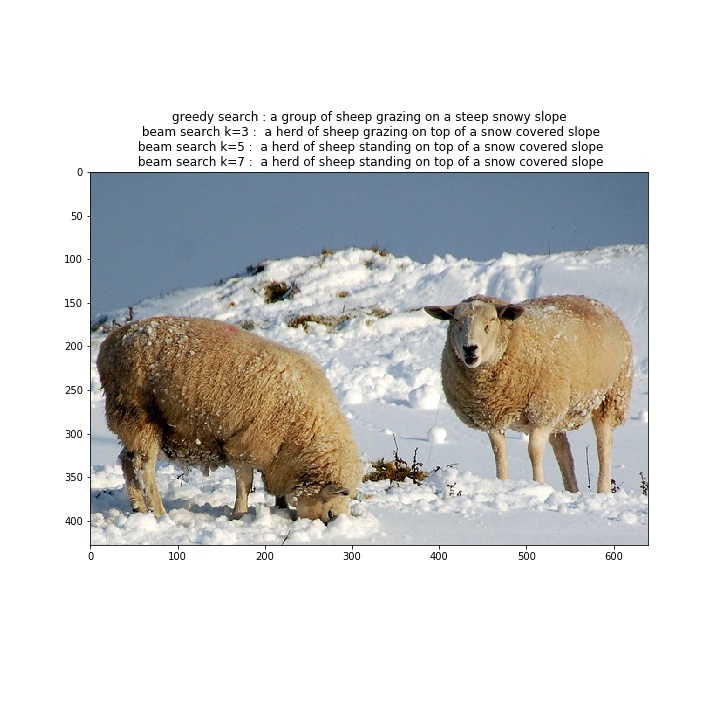 greedy search : a group of sheep grazing on a steep snowy slope
beam search k=3 :  a herd of sheep grazing on top of a snow covered slope
beam search k=5 :  a herd of sheep standing on top of a snow covered slope
beam search k=7 :  a herd of sheep standing on top of a snow covered slope
0
50
100
150
200
250
300
350
400
0 100 200 300 400 500 600